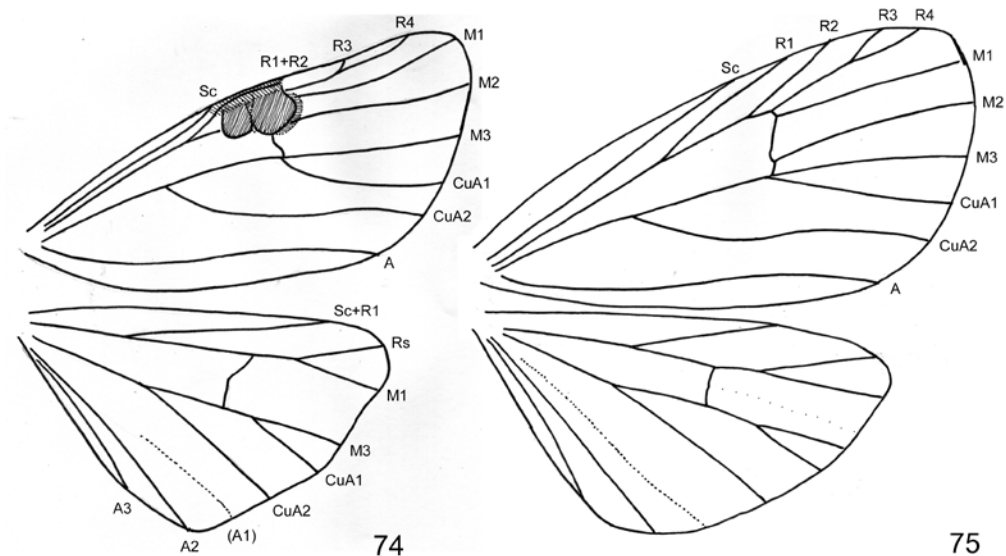 R4
M1
R3
R1+R2
Sc
M2
M3
CuA1
CuA2
A
Sc+R1
Rs
M1
M3
CuA1
CuA2
(A1)
A2
A3
74
R3
R4
R2
R1
Sc
M1
M2
M3
CuA1
CuA2
A
75